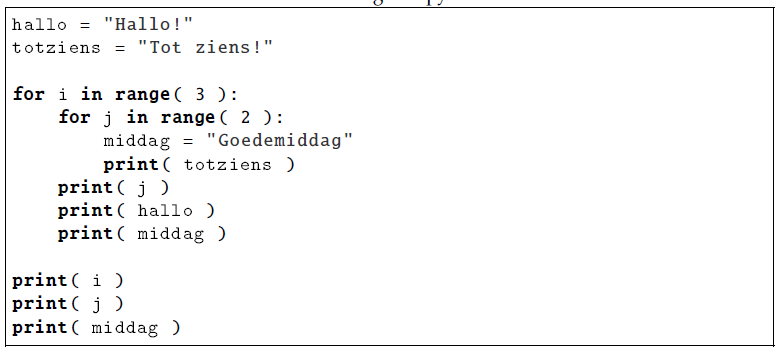 hallo = "Hallo!"
totziens = "Tot ziens!"

for i in range( 3 ):
    for j in range( 2 ):
        middag = "Goedemiddag"
        print( totziens )
    print( j )
    print( hallo )
    print( middag )

print( i )
print( j )
print( middag )